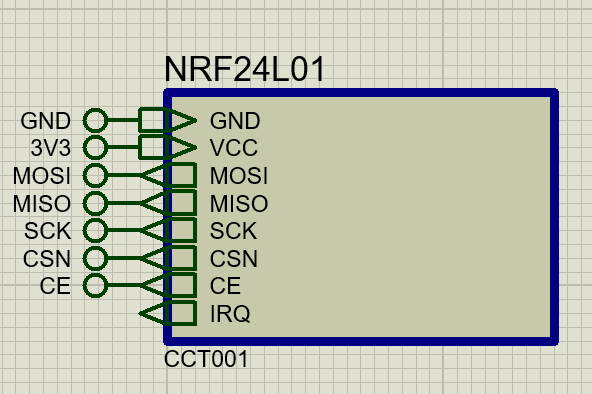 NRF24L01
GND GND
3V3 VCC
MOSI MOSI
MISO MISO
SCK SCK
CSN CSN
CE CE
IRQ
CCT001